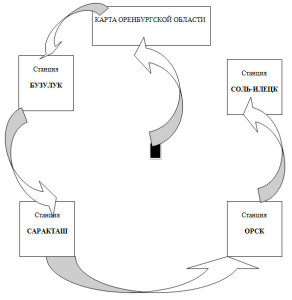 КАРТА ОРЕНБУРГСКОЙ ОБЛАСТИ
Станция
БУЗУЛУК
Станция
СОЛЬ-ИЛЕЦК
Станция
САРАКТАШ
Станция
ОРСК